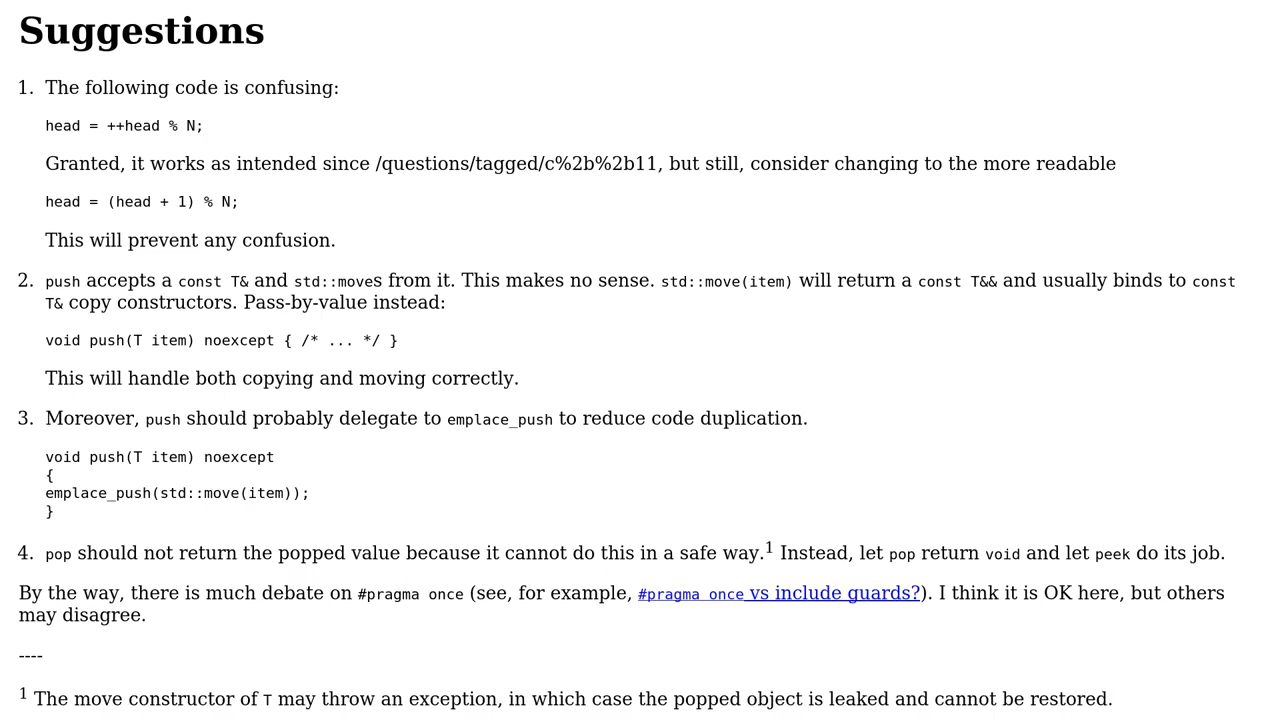 Suggestions
1. The following code is confusing:
head = ++head % N;
Granted, it works as intended since /questions/tagged/c%2b%2b11, but still, consider changing to the more readable
head = (head + 1) % N;
This will prevent any confusion.
2. push accepts a const T& and std::moves from it. This makes no sense. std::move(item) will return a const T&& and usually binds to const
T& copy constructors. Pass-by-value instead:
void push(T item) noexcept { /* ... */ }
This will handle both copying and moving correctly.
3. Moreover, push should probably delegate to emplace_push to reduce code duplication.
void push(T item) noexcept
{
emplace_push(std::move(item));
}
4. pop should not return the popped value because it cannot do this in a safe way.1 Instead, let pop return void and let peek do its job.
By the way, there is much debate on #pragma once (see, for example, #pragma once vs include guards?). I think it is OK here, but others
may disagree.
----
1 The move constructor of T may throw an exception, in which case the popped object is leaked and cannot be restored.